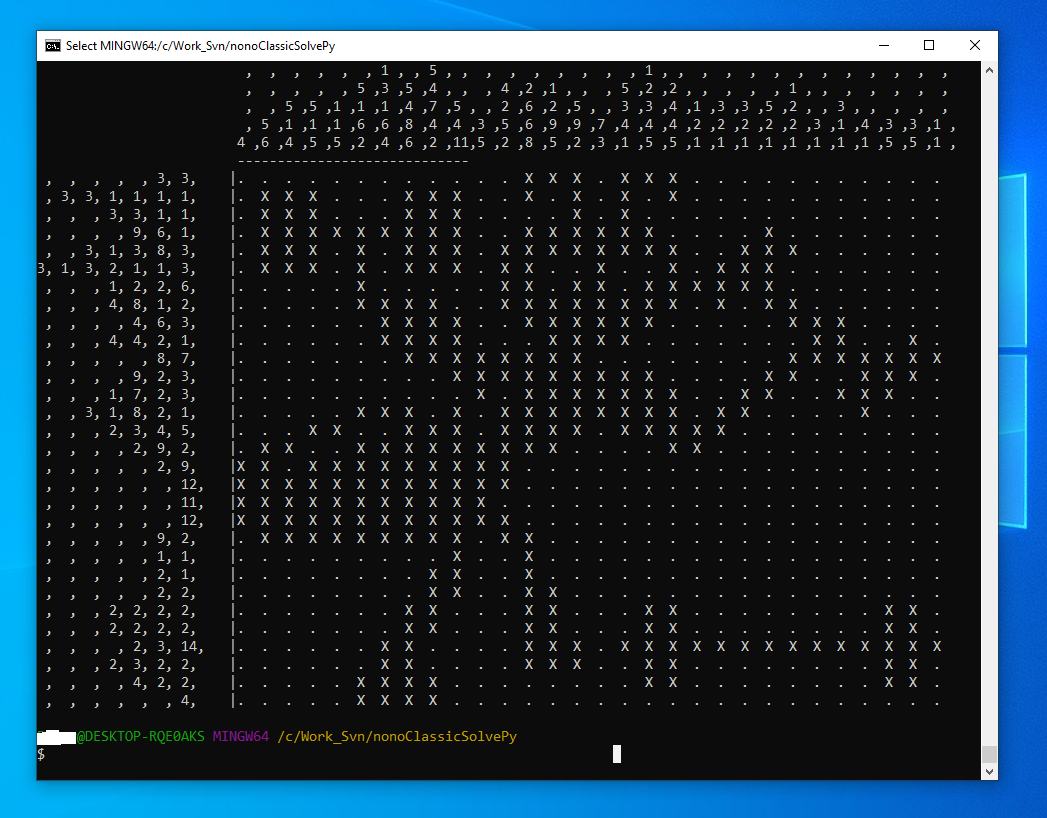 Select MINGW64:/c/Work_Svn/nonoClassicSolvePy
, , , , , ,1 , ,5 , , , , , , , , ,1 , , , , , , , , , , , ,
, , , , ,5 ,3 ,5 ,4 , , ,4 ,2 ,1 , , ,5 ,2 ,2 , , , , ,1 , , , , , ,
, ,5 ,5 ,1 ,1 ,1 ,4 ,7 ,5 , ,2 ,6 ,2 ,5 , ,3 ,3 ,4 ,1 ,3 ,3 ,5 ,2 , ,3 , , , ,
,5 ,1 ,1 ,1 ,6 ,6 ,8 ,4 ,4 ,3 ,5 ,6 ,9 ,9 ,7 ,4 ,4 ,4 ,2 ,2 ,2 ,2 ,2 ,3 ,1 ,4 ,3 ,3 ,1 ,
4 ,6 ,4 ,5 ,5 ,2 ,4 ,6 ,2 ,11,5 ,2 ,8 ,5 ,2 ,3 ,1 ,5 ,5 ,1 ,1 ,1 ,1 ,1 ,1 ,1 ,1 ,5 ,5 ,1 ,
-----------------------------
, , , , , 3, 3, |. . . . . . . . . . . . X X X . X X X . . . . . . . . . . .
, 3, 3, 1, 1, 1, 1, |. X X X . . . X X X . . X . X . X . X . . . . . . . . . . .
, , , 3, 3, 1, 1, |. X X X . . . X X X . . . . X . X . . . . . . . . . . . . .
, , , , 9, 6, 1, |. X X X X X X X X X . . X X X X X X . . . . X . . . . . . .
, , 3, 1, 3, 8, 3, |. X X X . X . X X X . X X X X X X X X . . X X X . . . . . .
3, 1, 3, 2, 1, 1, 3, |. X X X . X . X X X . X X . . X . . X . X X X . . . . . . .
, , , 1, 2, 2, 6, |. . . . . X . . . . . X X . X X . X X X X X X . . . . . . .
, , , 4, 8, 1, 2, |. . . . . X X X X . . X X X X X X X X . X . X X . . . . . .
, , , , 4, 6, 3, |. . . . . . X X X X . . X X X X X X . . . . . X X X . . . .
, , , 4, 4, 2, 1, |. . . . . . X X X X . . . X X X X . . . . . . . X X . . X .
, , , , , 8, 7, |. . . . . . . X X X X X X X X . . . . . . . . X X X X X X X
, , , , 9, 2, 3, |. . . . . . . . . X X X X X X X X X . . . . X X . . X X X .
, , , 1, 7, 2, 3, |. . . . . . . . . . X . X X X X X X X . . X X . . X X X . .
, , 3, 1, 8, 2, 1, |. . . . . X X X . X . X X X X X X X X . X X . . . . X . . .
, , , 2, 3, 4, 5, |. . . X X . . X X X . X X X X . X X X X X . . . . . . . . .
, , , , 2, 9, 2, |. X X . . X X X X X X X X X . . . . X X . . . . . . . . . .
, , , , , 2, 9, |X X . X X X X X X X X X . . . . . . . . . . . . . . . . . .
, , , , , , 12, |X X X X X X X X X X X X . . . . . . . . . . . . . . . . . .
, , , , , , 11, |X X X X X X X X X X X . . . . . . . . . . . . . . . . . . .
, , , , , , 12, |X X X X X X X X X X X X . . . . . . . . . . . . . . . . . .
, , , , , 9, 2, |. X X X X X X X X X . X X . . . . . . . . . . . . . . . . .
, , , , , 1, 1, |. . . . . . . . . X . . X . . . . . . . . . . . . . . . . .
, , , , , 2, 1, |. . . . . . . . X X . . X . . . . . . . . . . . . . . . . .
, , , , , 2, 2, |. . . . . . . . X X . . X X . . . . . . . . . . . . . . . .
, , , 2, 2, 2, 2, |. . . . . . . X X . . . X X . . . X X . . . . . . . . X X .
, , , 2, 2, 2, 2, |. . . . . . . X X . . . X X . . . X X . . . . . . . . X X .
, , , , 2, 3, 14, |. . . . . . X X . . . . X X X . X X X X X X X X X X X X X X
, , , 2, 3, 2, 2, |. . . . . . X X . . . . X X X . . X X . . . . . . . . X X .
, , , , 4, 2, 2, |. . . . . X X X X . . . . . . . . X X . . . . . . . . X X .
, , , , , , 4, |. . . . . X X X X . . . . . . . . . . . . . . . . . . . . .
@DESKTOP-RQE0AKS MINGW64 /c/Work_Svn/nonoClassicSolvePy
$